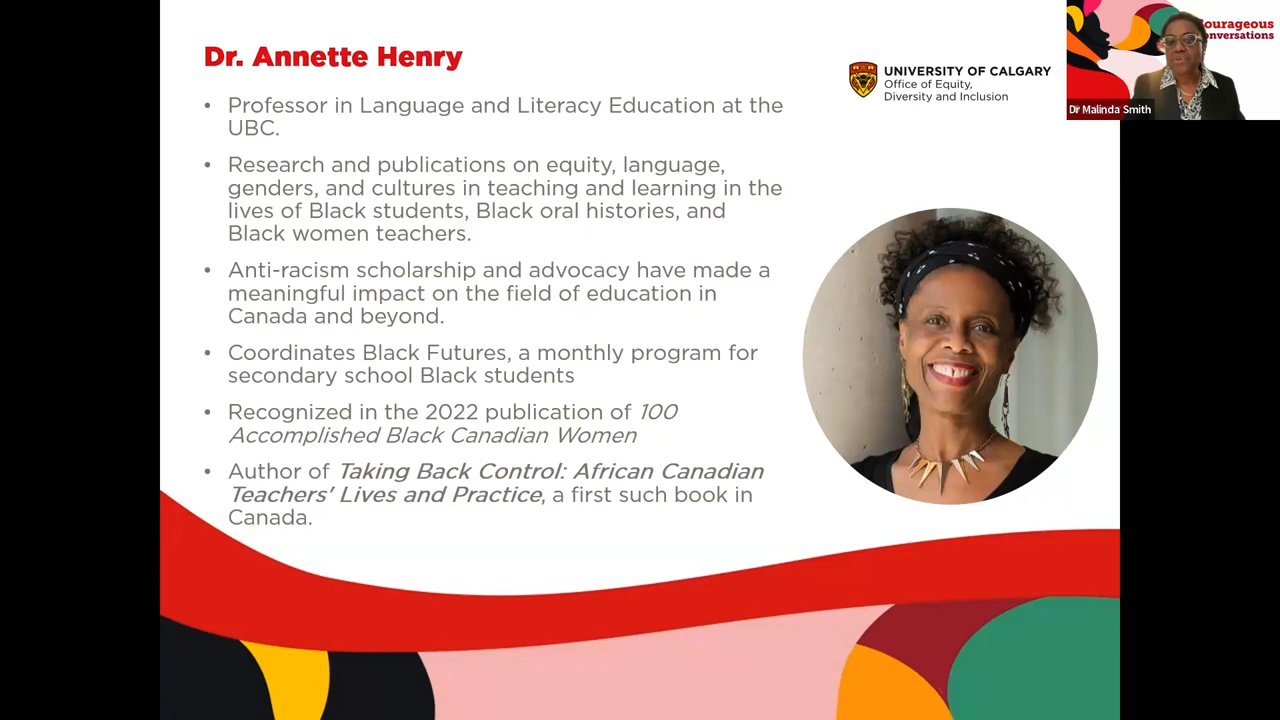 Dr. Annette Henry
• Professor in Language and Literacy Education at the
UBC.
• Research and publications on equity, language,
genders, and cultures in teaching and learning in the
lives of Black students, Black oral histories, and
Black women teachers.
• Anti-racism scholarship and advocacy have made a
meaningful impact on the field of education in
Canada and beyond.
• Coordinates Black Futures, a monthly program for
secondary school Black students
• Recognized in the 2022 publication of 100
Accomplished Black Canadian Women
• Author of Taking Back Control: African Canadian
Teachers' Lives and Practice, a first such book in
Canada.
UNIVERSITY OF CALGARY
Office of Equity,
Diversity and Inclusion
ourageous
onversations
Dr Malinda Smith